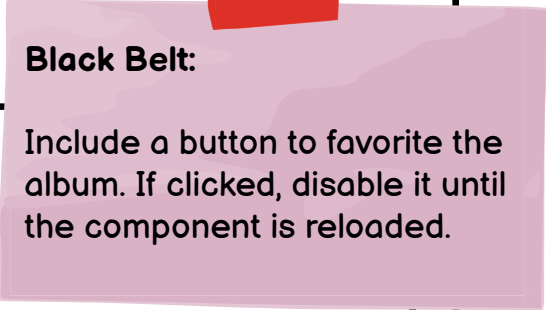 Black Belt:
Include a button to favorite the
album. If clicked, disable it until
the component is reloaded.